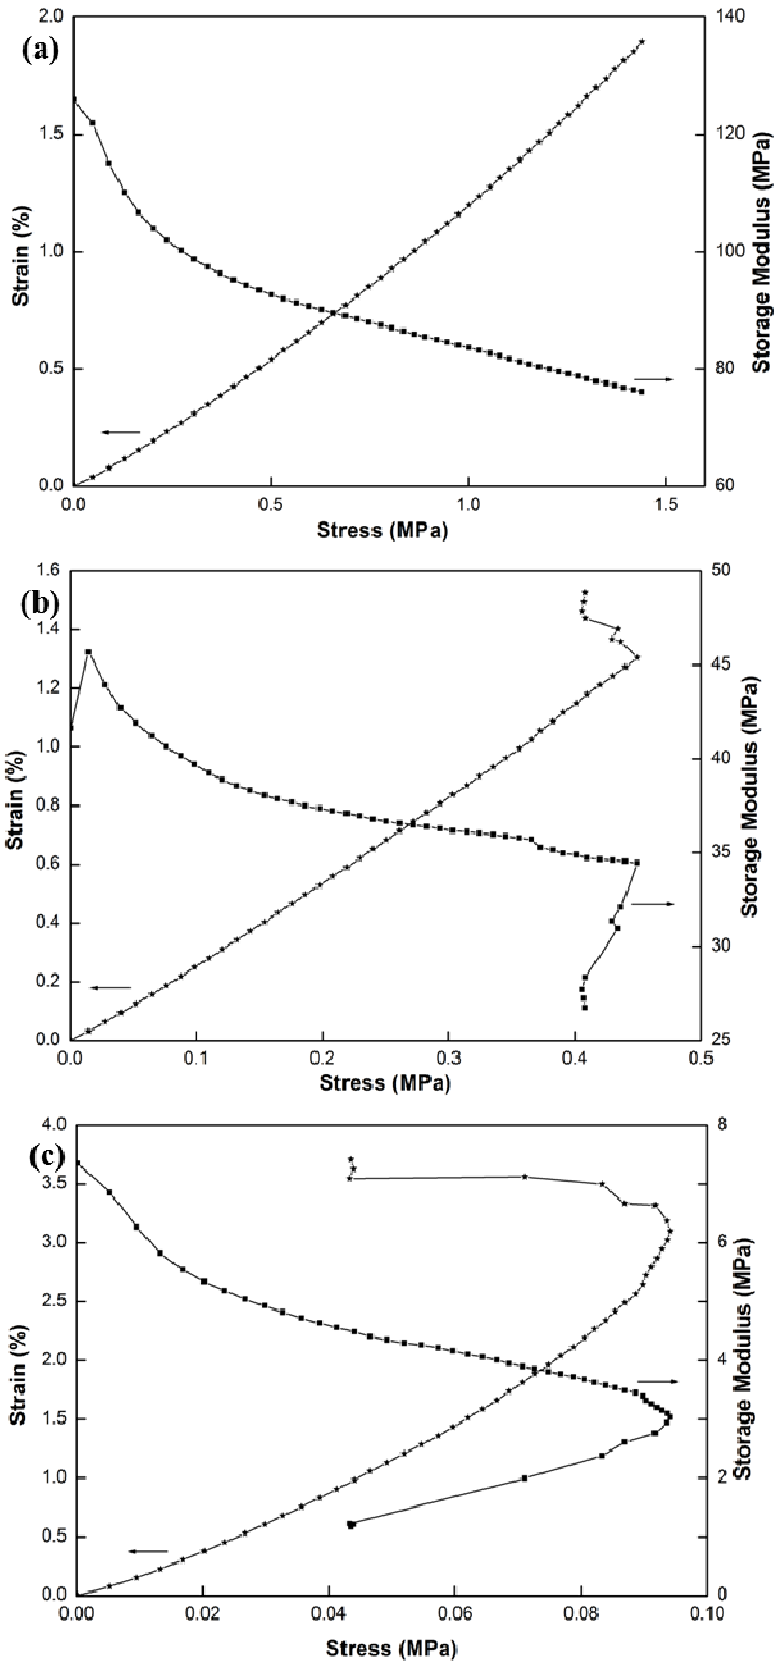 (a)
2.0
1.5
1.0
0.5
0.0
Strain (%)
140
120
100
80
60
Storage Modulus (MPa)
0.0 0.5 1.0 1.5
Stress (MPa)
(b)
1.6
1.4
1.2
1.0
0.8
0.6
0.4
0.2
0.0
Strain (%)
50
45
40
35
30
25
Storage Modulus (MPa)
0.0 0.1 0.2 0.3 0.4 0.5
Stress (MPa)
(c)
4.0
3.5
3.0
2.5
2.0
1.5
1.0
0.5
0.0
Strain (%)
8
6
4
2
0
Storage Modulus (MPa)
0.00 0.02 0.04 0.06 0.08 0.10
Stress (MPa)